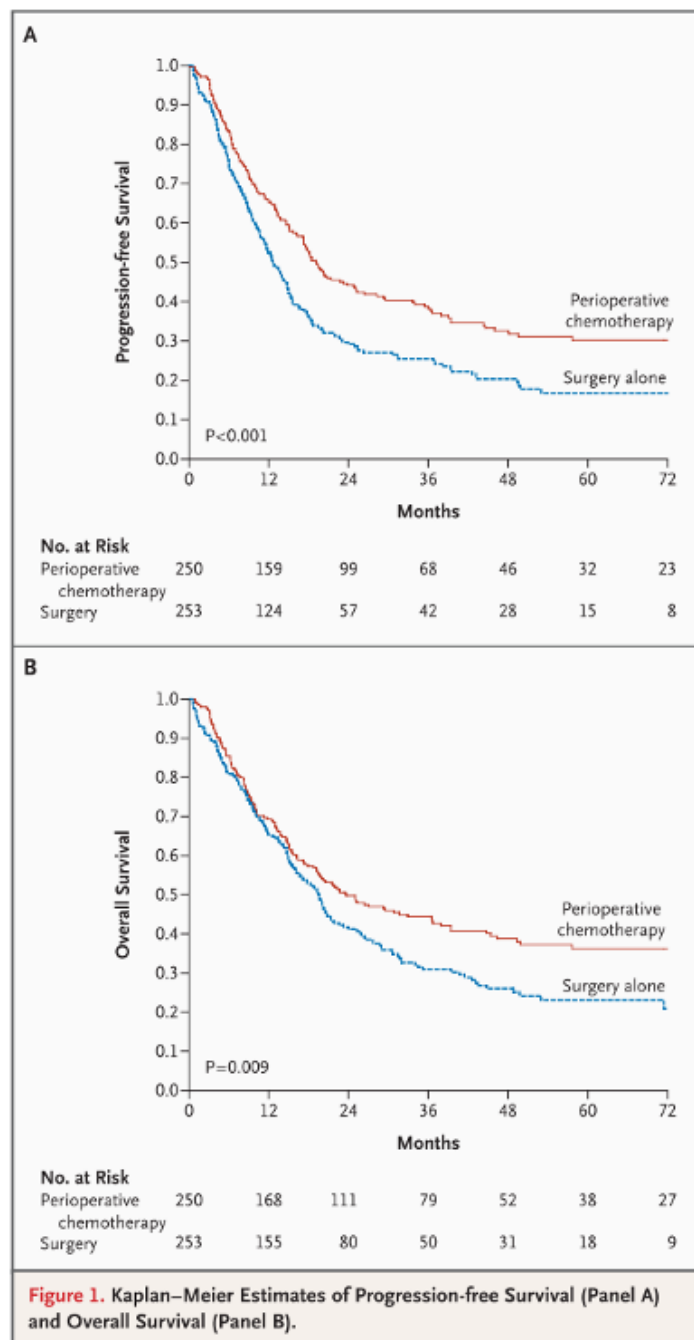 A
1.0
0.9
0.8
0.7
0.6
0.5
0.4
0.3
0.2
0.1
0.0
Progression-free Survival
Perioperative
chemotherapy
Surgery alone
P<0.001
0 12 24 36 48 60 72
Months
No. at Risk
Perioperative
chemotherapy
250 159 99 68 46 32 23
Surgery 253 124 57 42 28 15 8
B
1.0
0.9
0.8
0.7
0.6
0.5
0.4
0.3
0.2
0.1
0.0
Overall Survival
Perioperative
chemotherapy
Surgery alone
P=0.009
0 12 24 36 48 60 72
Months
No. at Risk
Perioperative
chemotherapy
250 168 111 79 52 38 27
Surgery 253 155 80 50 31 18 9
Figure 1. Kaplan–Meier Estimates of Progression-free Survival (Panel A)
and Overall Survival (Panel B).